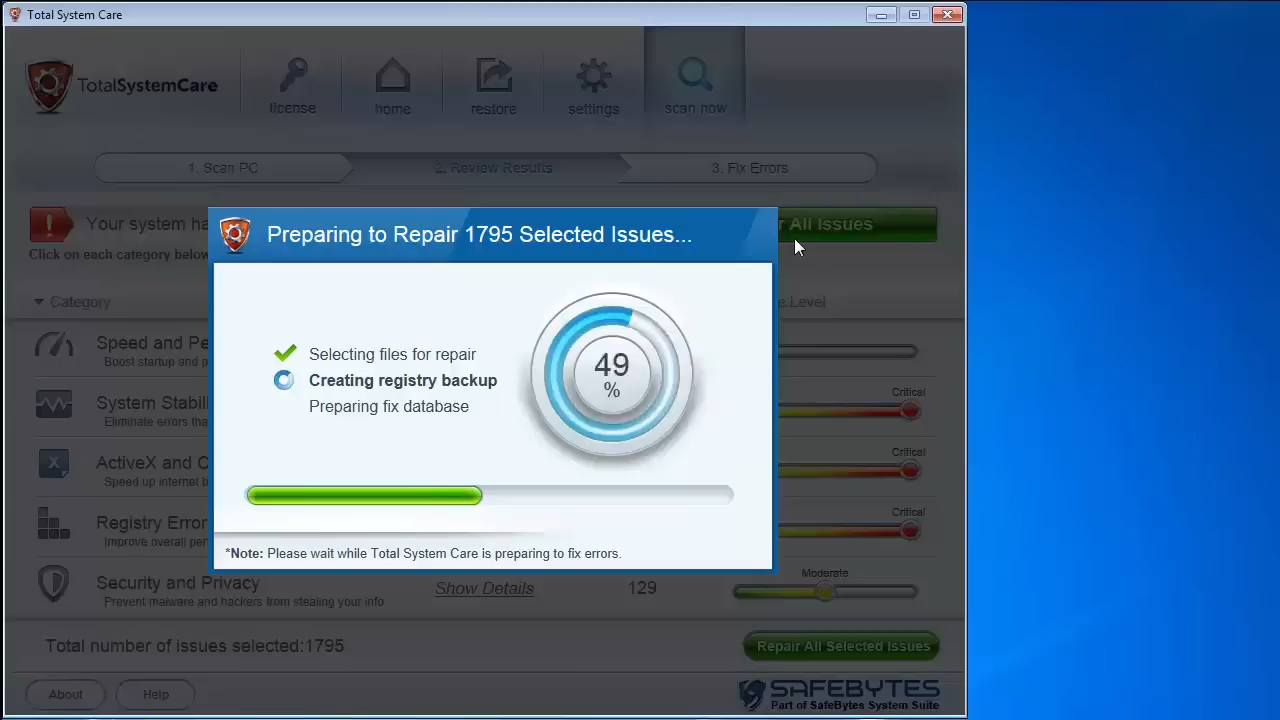 Total System Care
TotalSystemCare
license
home
restore
settings
scan now
1. Scan PC
2. Review Results
3. Fix Errors
Your system ha
All Issues
Click on each category below
Preparing to Repair 1795 Selected Issues...
Category
Level
Selecting files for repair
Creating registry backup
Preparing fix database
49
%
*Note: Please wait while Total System Care is preparing to fix errors.
Speed and Pe
Boost startup and p
System Stabili
Eliminate errors tha
Critical
ActiveX and C
Speed up internet b
Critical
Registry Error
Improve overall per
Critical
Security and Privacy
Prevent malware and hackers from stealing your info
Show Details
129
Moderate
Total number of issues selected:1795
Repair All Selected Issues
About
Help
SAFEBYTES
Part of SafeBytes System Suite